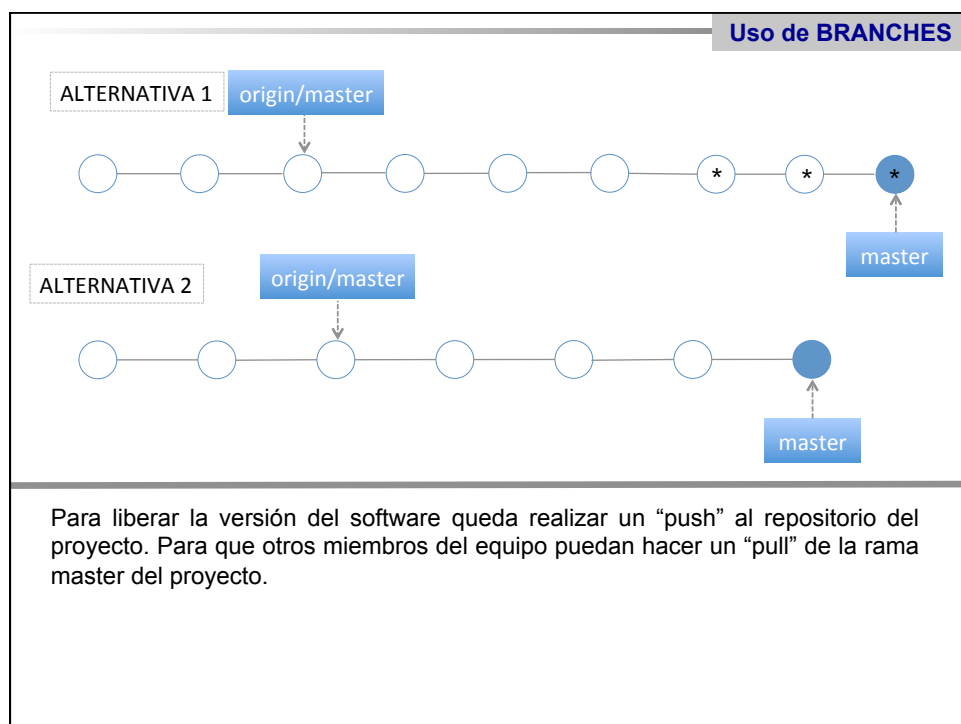 Uso de BRANCHES
ALTERNATIVA 1
origin/master
* * *
master
ALTERNATIVA 2
origin/master
master
Para liberar la versión del software queda realizar un “push” al repositorio del
proyecto. Para que otros miembros del equipo puedan hacer un “pull” de la rama
master del proyecto.